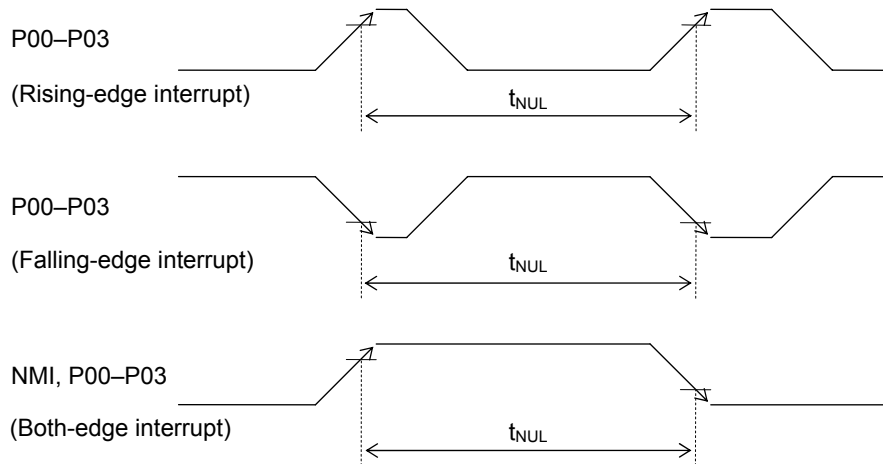 P00–P03
(Rising-edge interrupt)
tNUL
P00–P03
(Falling-edge interrupt)
tNUL
NMI, P00–P03
(Both-edge interrupt)
tNUL